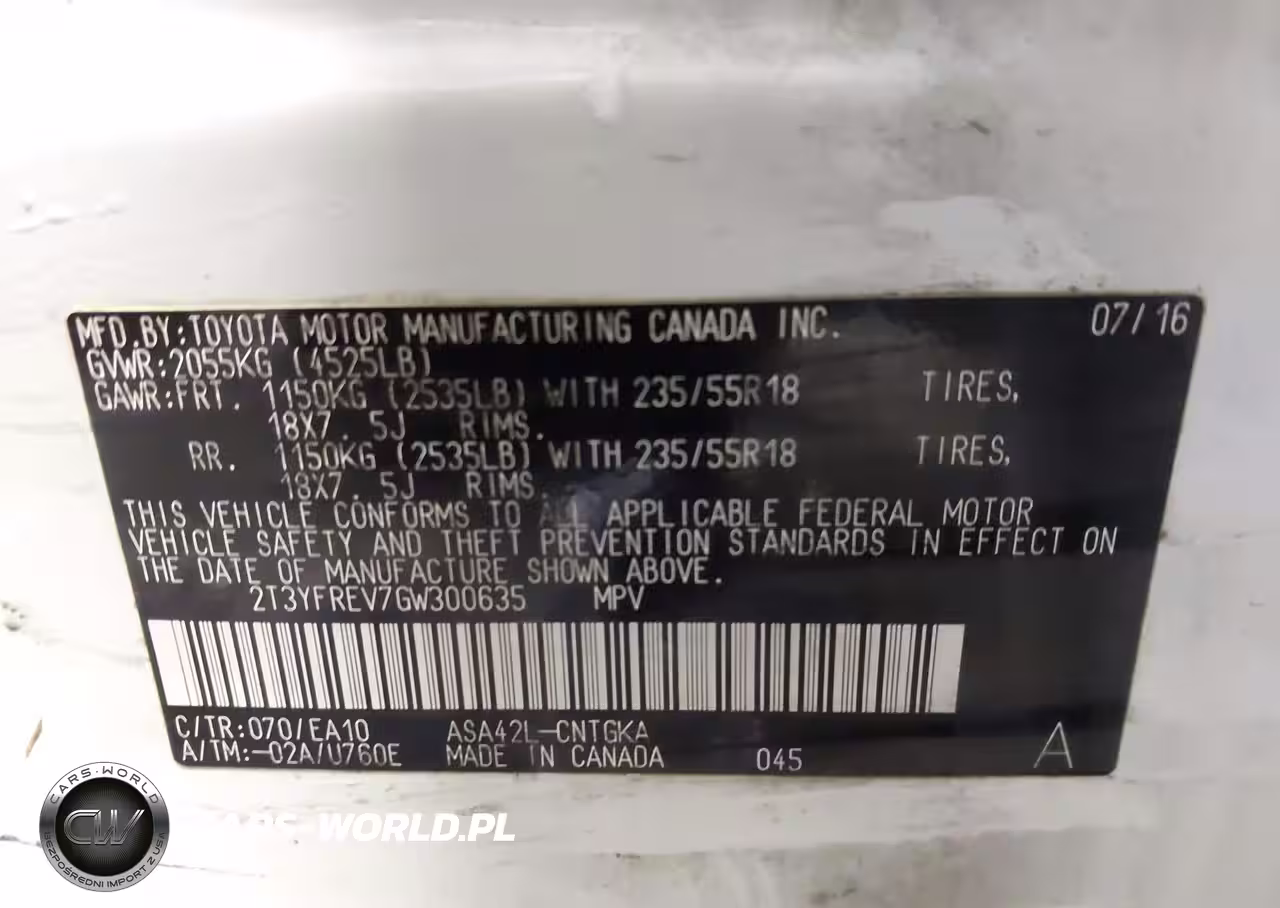 MFD.BY:TOYOTA MOTOR MANUFACTURING CANADA INC. 07/16
GVWR:2055KG (4525LB)
GAWR:FRT. 1150KG (2535LB) WITH 235/55R18 TIRES,
18X7.5J RIMS.
RR. 1150KG (2535LB) WITH 235/55R18 TIRES,
18X7.5J RIMS.
THIS VEHICLE CONFORMS TO ALL APPLICABLE FEDERAL MOTOR
VEHICLE SAFETY AND THEFT PREVENTION STANDARDS IN EFFECT ON
THE DATE OF MANUFACTURE SHOWN ABOVE.
2T3YFREV7GW300635 MPV
C/TR:070/EA10 ASA42L-CNTGKA
A/TM:-02A/U760E MADE IN CANADA 045 A
CARS-WORLD
CW
BEZPOŚREDNI IMPORT Z USA
CARS-WORLD.PL